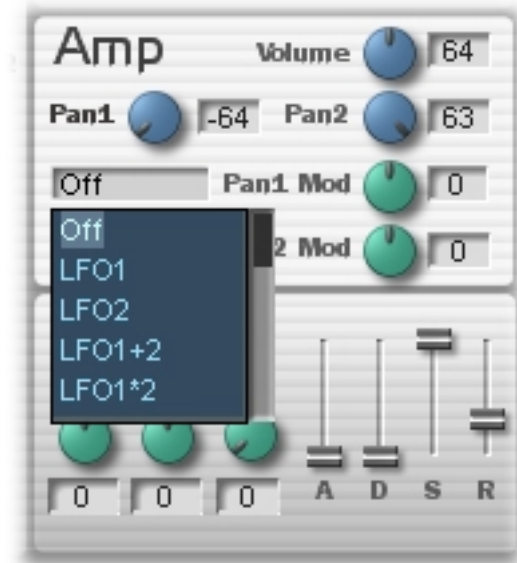 Amp
Volume 64
Pan1 -64 Pan2 63
Off Pan1 Mod 0
Off
2 Mod 0
LFO1
LFO2
LFO1+2
LFO1*2
0 0 0 A D S R